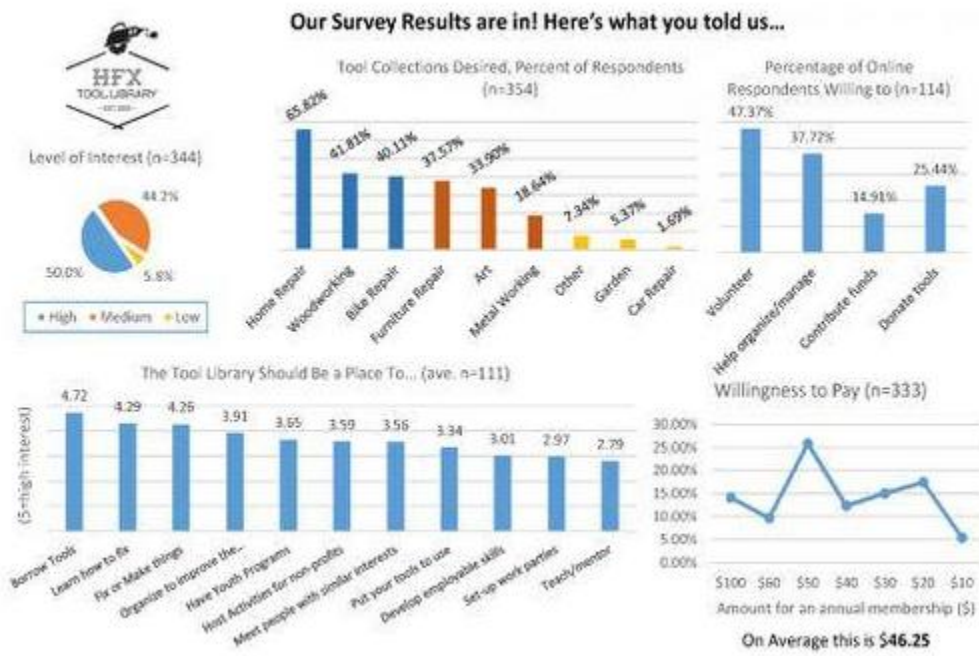 Our Survey Results are in! Here's what you told us...
HFX
TOOL LIBRARY
Level of Interest (n=344)
44.2%
50.0%
5.8%
High
Medium
Low
Tool Collections Desired, Percent of Respondents
(n=354)
65.82%
41.81%
40.11%
37.57%
33.90%
18.64%
7.34%
5.37%
1.69%
Home Repair
Woodworking
Bike Repair
Furniture Repair
Art
Metal Working
Other
Garden
Car Repair
Percentage of Online
Respondents Willing to (n=114)
47.37%
37.72%
14.91%
25.44%
Volunteer
Help organize/manage
Contribute funds
Donate tools
The Tool Library Should Be a Place To... (ave. n=111)
(5=high interest)
4.72
4.29
4.26
3.91
3.65
3.59
3.56
3.34
3.01
2.97
2.79
Borrow Tools
Learn how to fix
Fix or Make things
Organize to improve the...
Have Youth Programs
Host Activities for non-profits
Meet people with similar interests
Put your tools to use
Develop employable skills
Set-up work parties
Teach/mentor
Willingness to Pay (n=333)
30.00%
25.00%
20.00%
15.00%
10.00%
5.00%
0.00%
$100 $60 $50 $40 $30 $20 $10
Amount for an annual membership ($)
On Average this is $46.25